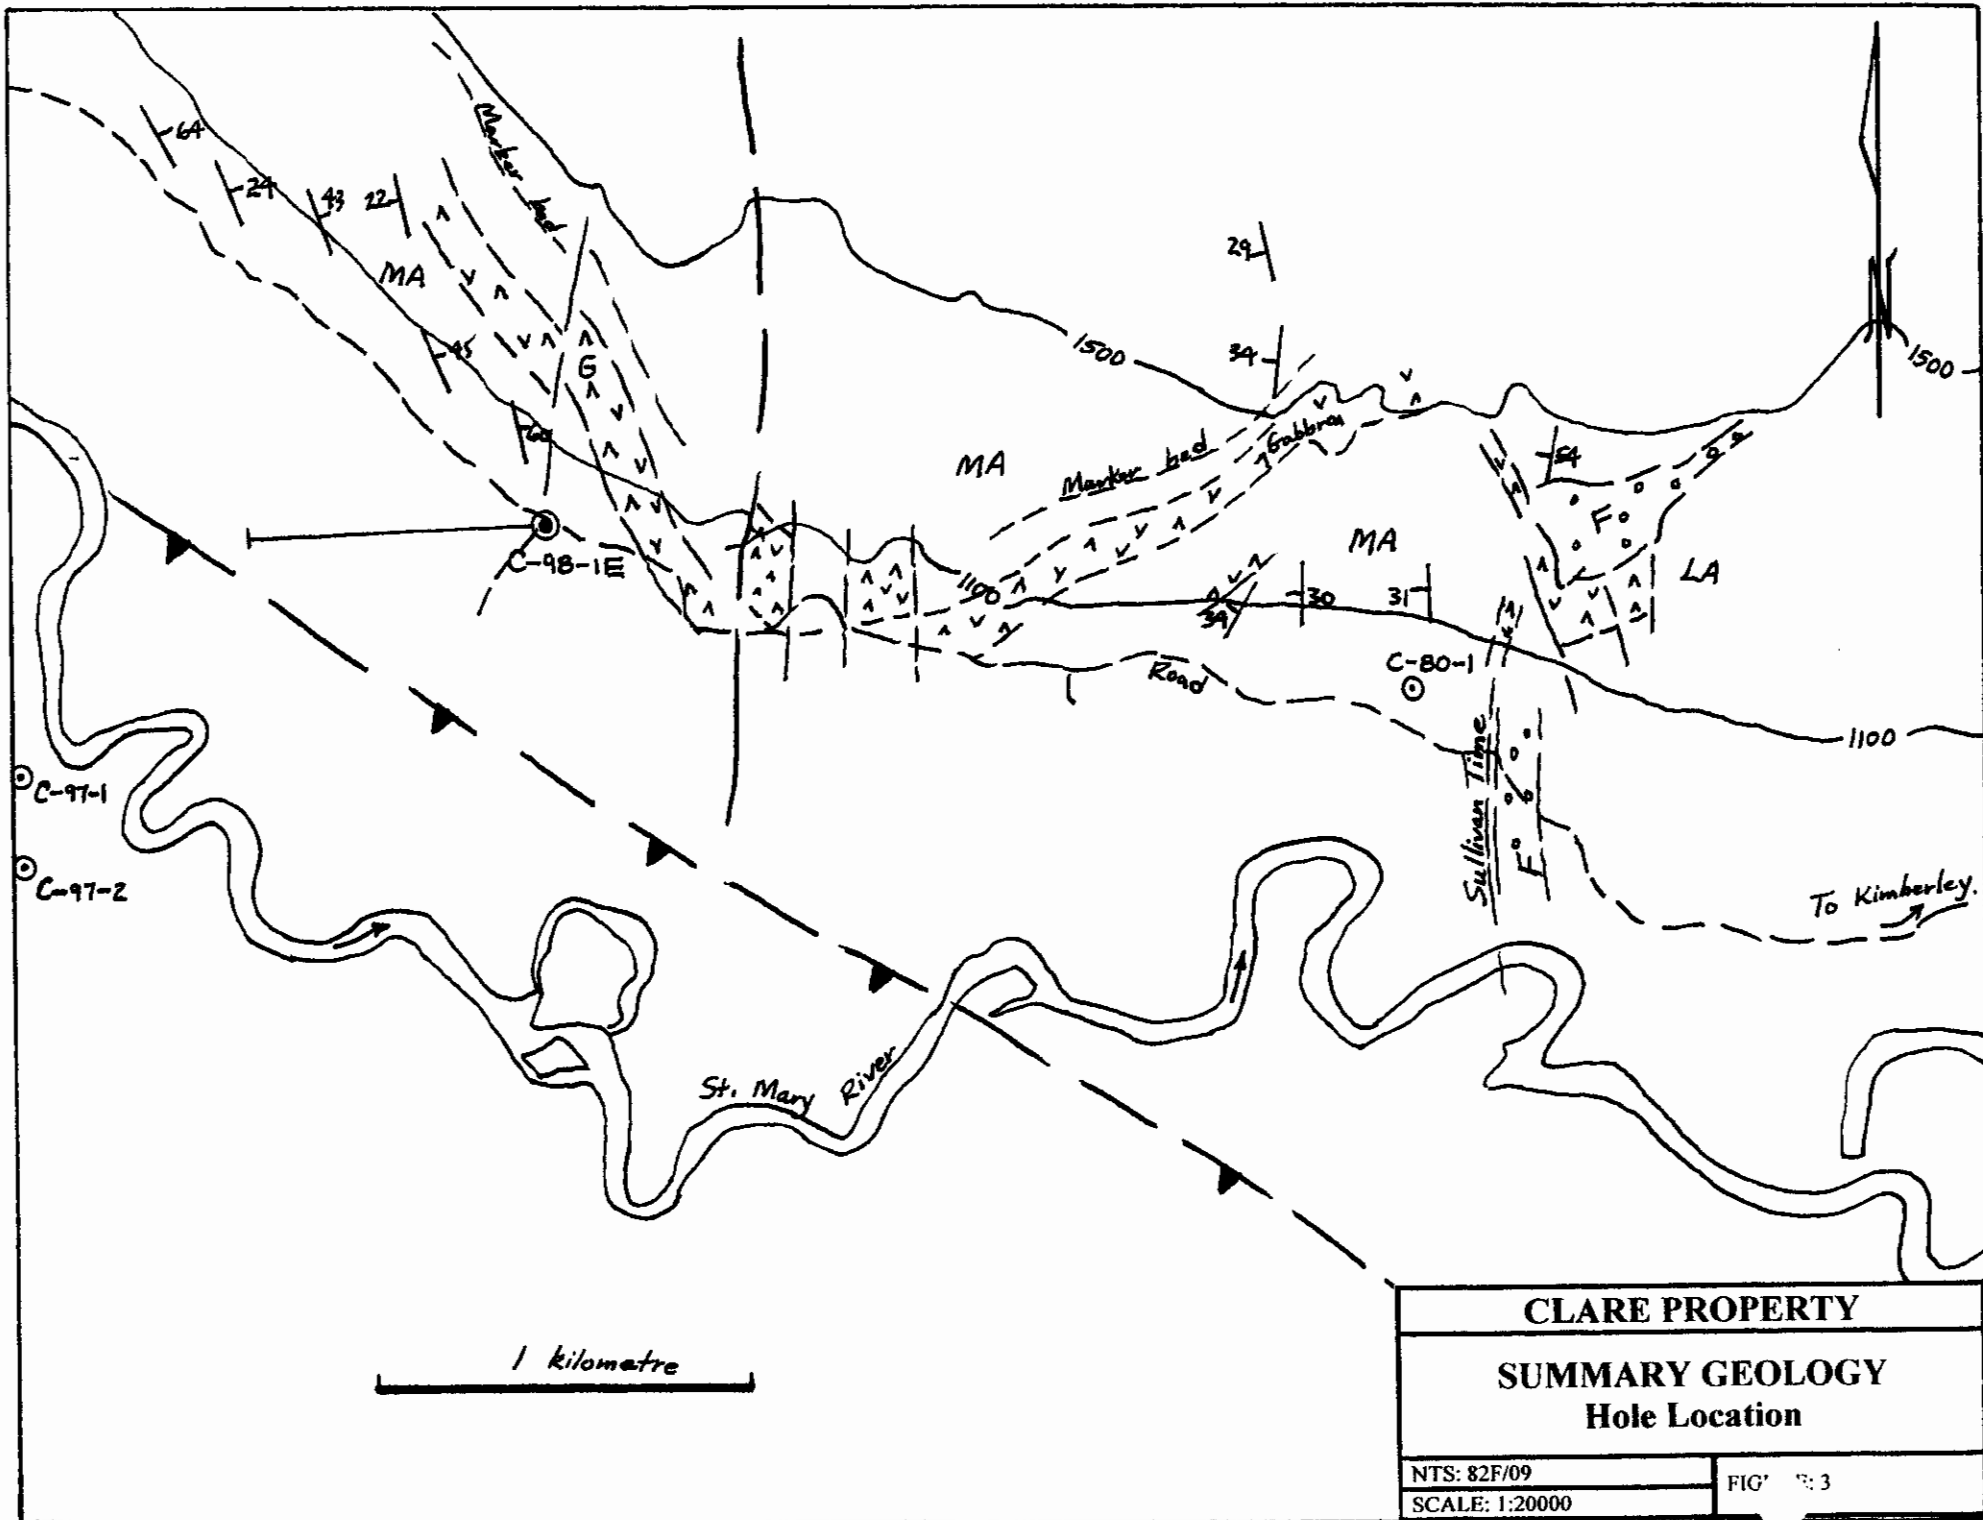 64
24
43
22
Marker bed
MA
45
G
60
29
34
1500
1500
MA
Marker bed
Gabbro
54
F
MA
LA
C-98-1E
1100
34
30
31
C-80-1
Road
Sullivan Time
F
1100
C-97-1
C-97-2
To Kimberley.
St. Mary River
N
1 kilometre
CLARE PROPERTY
SUMMARY GEOLOGY
Hole Location
NTS: 82F/09
SCALE: 1:20000
: 3